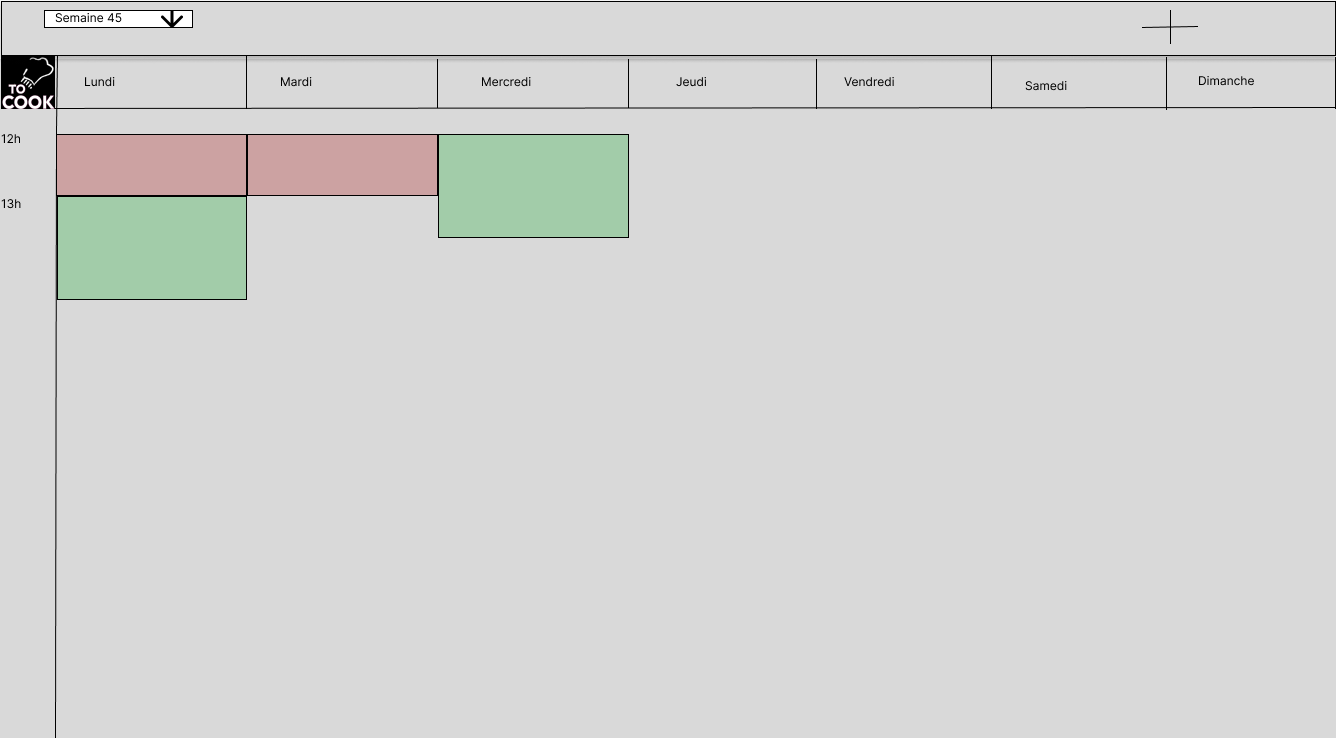 Semaine 45
TO
COOK
Lundi
Mardi
Mercredi
Jeudi
Vendredi
Samedi
Dimanche
12h
13h